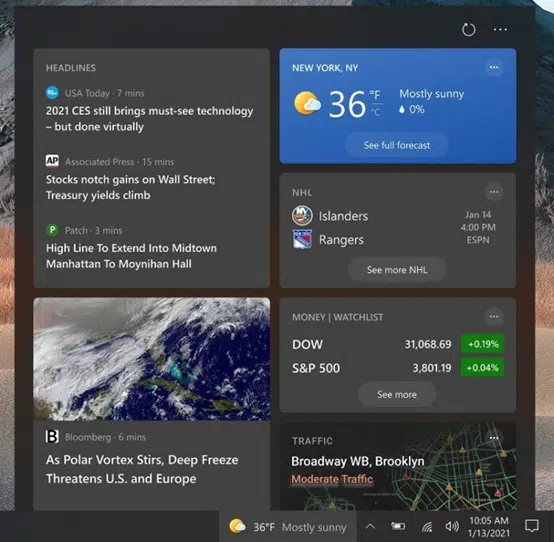 HEADLINES
USA Today · 7 mins
2021 CES still brings must-see technology
– but done virtually
AP
Associated Press · 15 mins
Stocks notch gains on Wall Street;
Treasury yields climb
P
Patch · 3 mins
High Line To Extend Into Midtown
Manhattan To Moynihan Hall
B
Bloomberg · 6 mins
As Polar Vortex Stirs, Deep Freeze
Threatens U.S. and Europe
NEW YORK, NY
36 °F
°C
Mostly sunny
0%
See full forecast
NHL
Islanders
Rangers
Jan 14
4:00 PM
ESPN
See more NHL
MONEY | WATCHLIST
DOW 31,068.69 +0.19%
S&P 500 3,801.19 +0.04%
See more
TRAFFIC
Broadway WB, Brooklyn
Moderate Traffic
36°F Mostly sunny
10:05 AM
1/13/2021